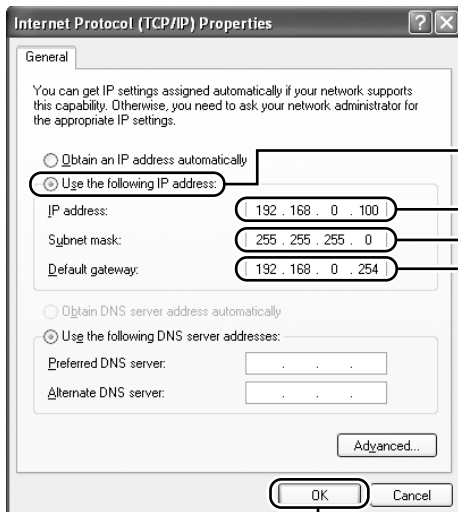 Internet Protocol (TCP/IP) Properties
General
You can get IP settings assigned automatically if your network supports
this capability. Otherwise, you need to ask your network administrator for
the appropriate IP settings.
Obtain an IP address automatically
Use the following IP address:
IP address: 192 . 168 . 0 . 100
Subnet mask: 255 . 255 . 255 . 0
Default gateway: 192 . 168 . 0 . 254
Obtain DNS server address automatically
Use the following DNS server addresses:
Preferred DNS server: . . .
Alternate DNS server: . . .
Advanced...
OK Cancel